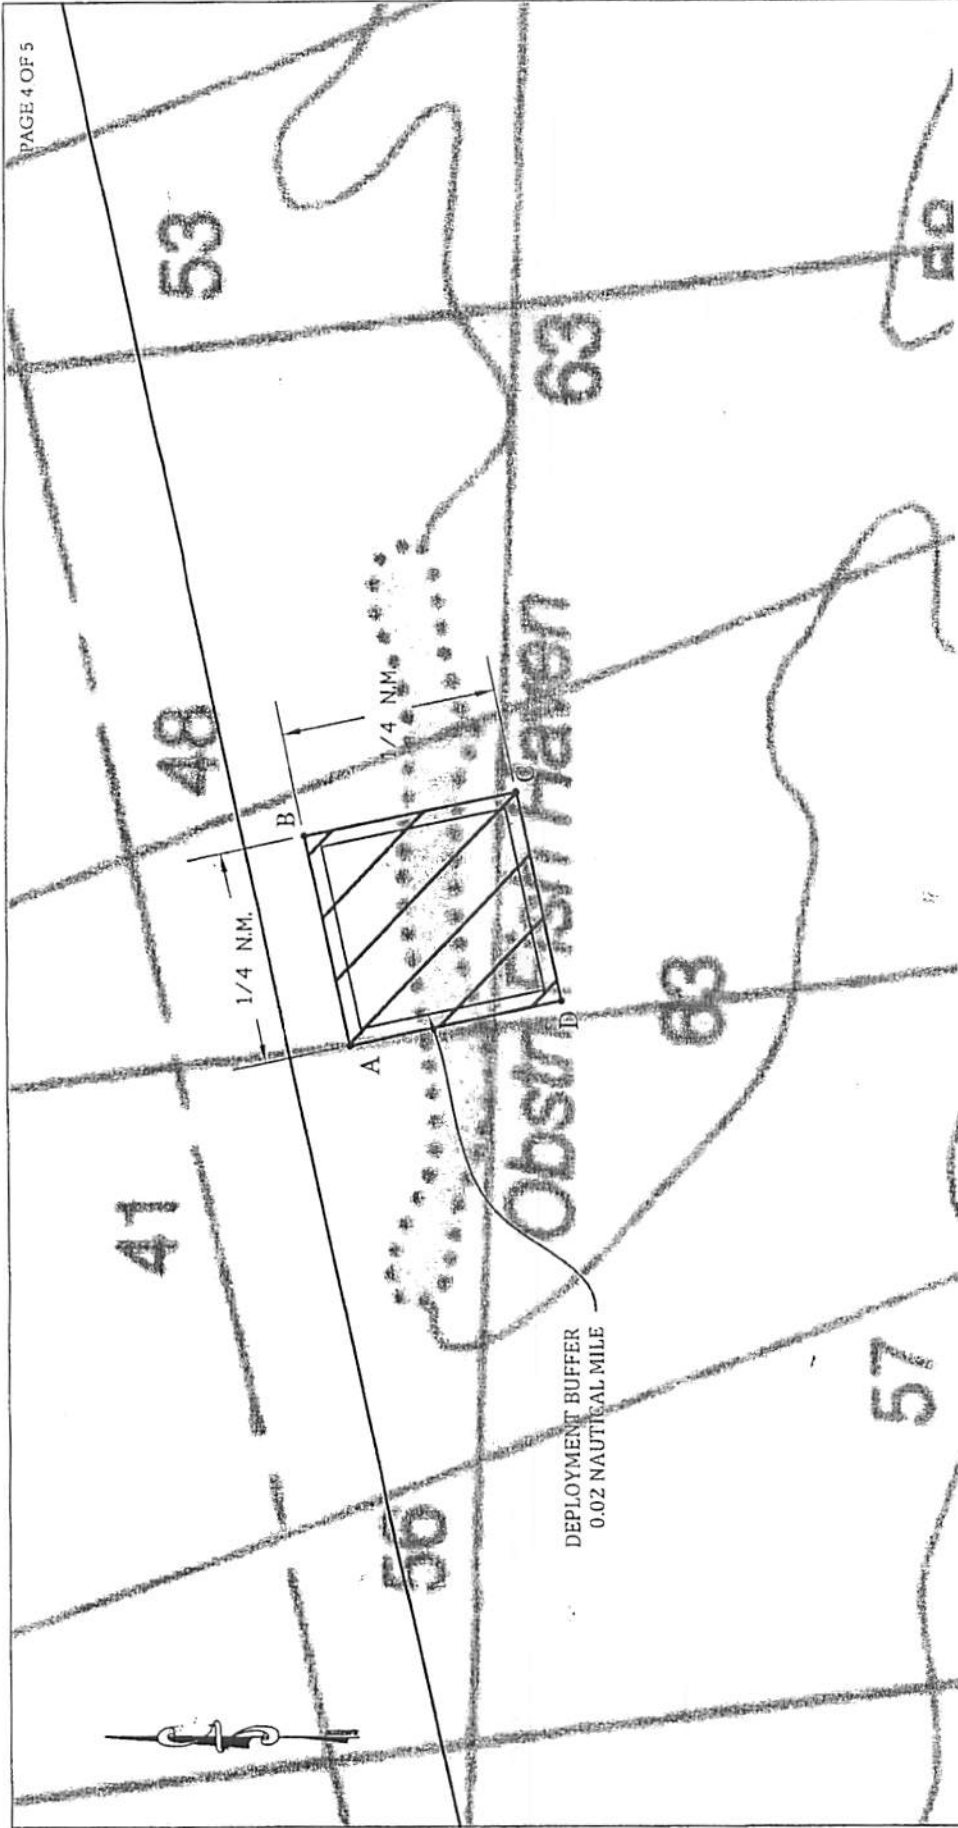 PAGE 4 OF 5
53
48
41
1/4 N.M.
B
1/4 N.M.
A
C
D
63
Obstn Fish Haven
63
56
DEPLOYMENT BUFFER
0.02 NAUTICAL MILE
57